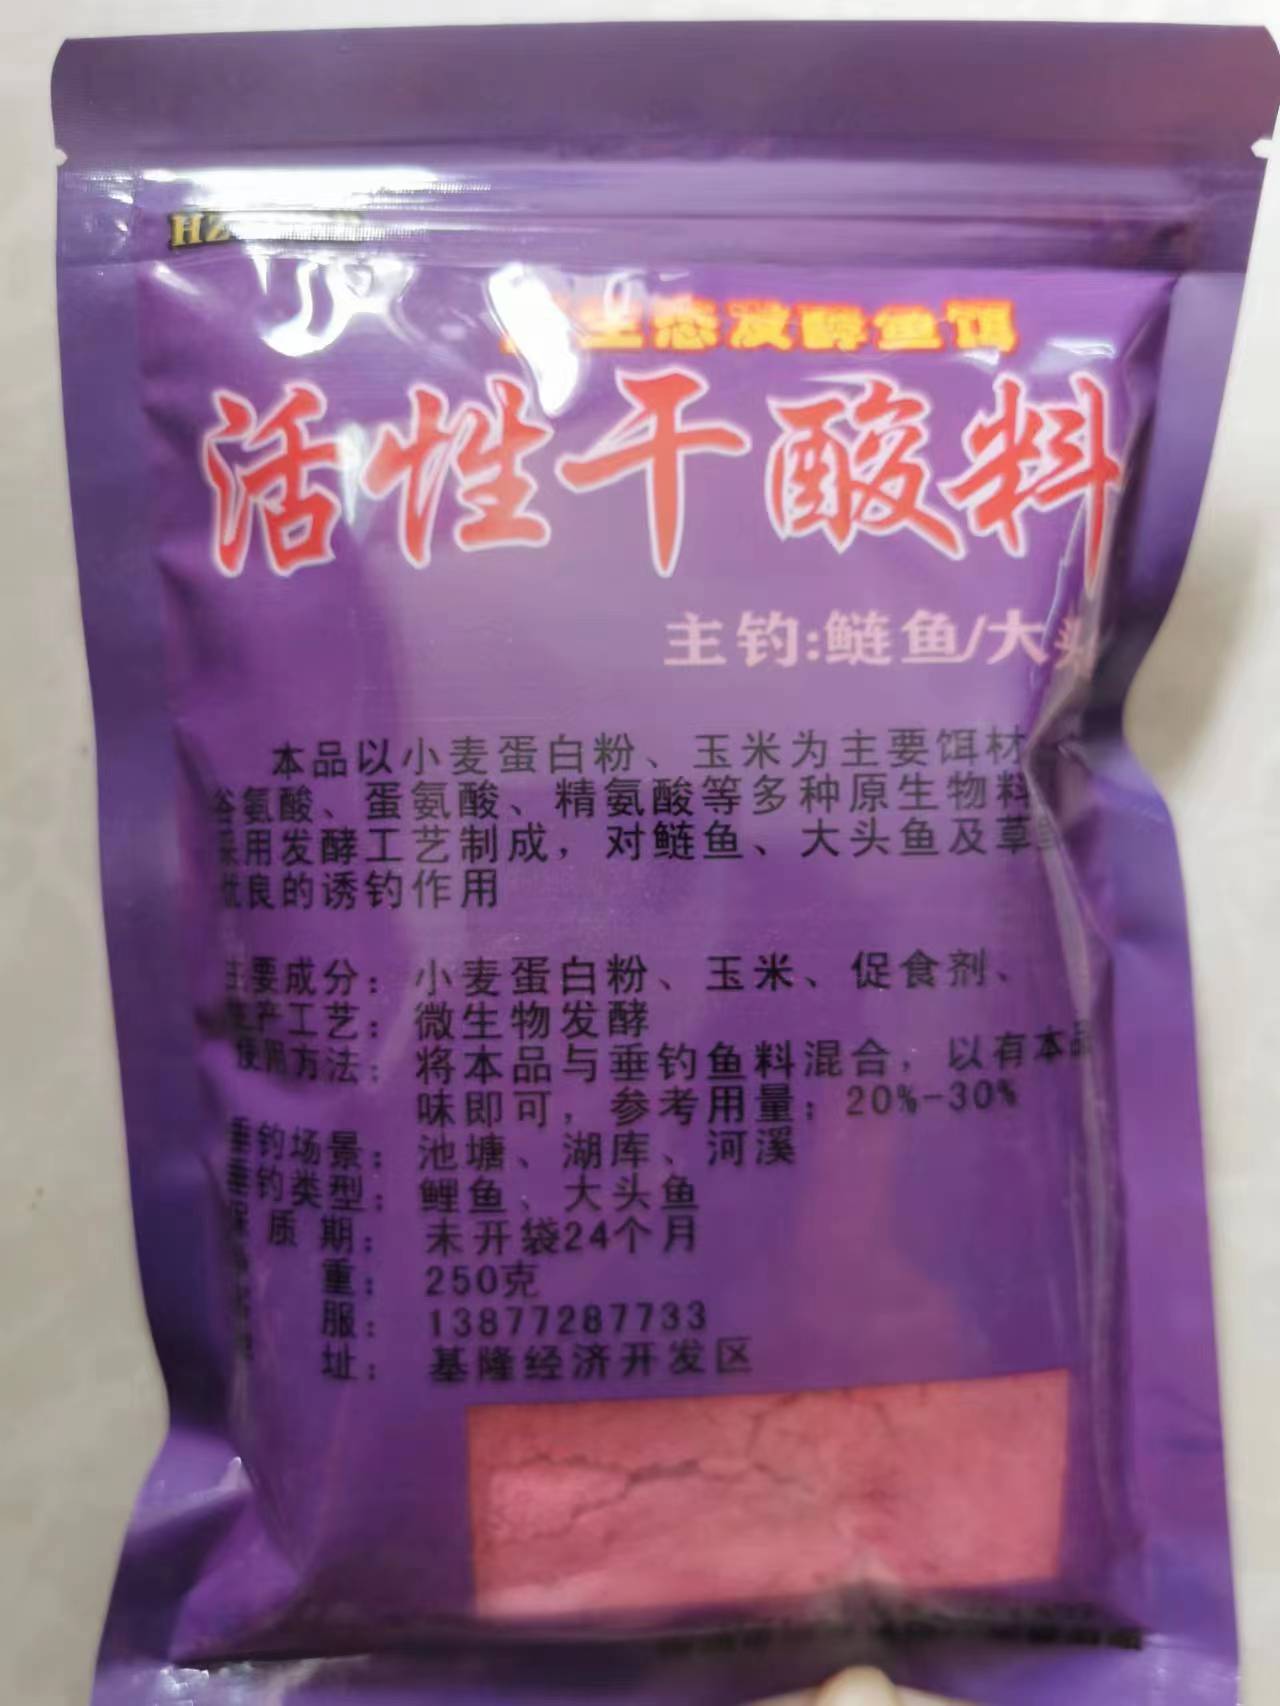 HZ
生态发酵鱼饵
活性干酸料
主钓:鲢鱼/大头
本品以小麦蛋白粉、玉米为主要饵材
谷氨酸、蛋氨酸、精氨酸等多种原生物料
采用发酵工艺制成，对鲢鱼、大头鱼及草鱼
优良的诱钓作用
主要成分：小麦蛋白粉、玉米、促食剂、
生产工艺：微生物发酵
使用方法：将本品与垂钓鱼料混合，以有本品
味即可，参考用量：20%-30%
垂钓场景：池塘、湖库、河溪
垂钓类型：鲤鱼、大头鱼
保质期：未开袋24个月
重：250克
服：13877287733
址：基隆经济开发区